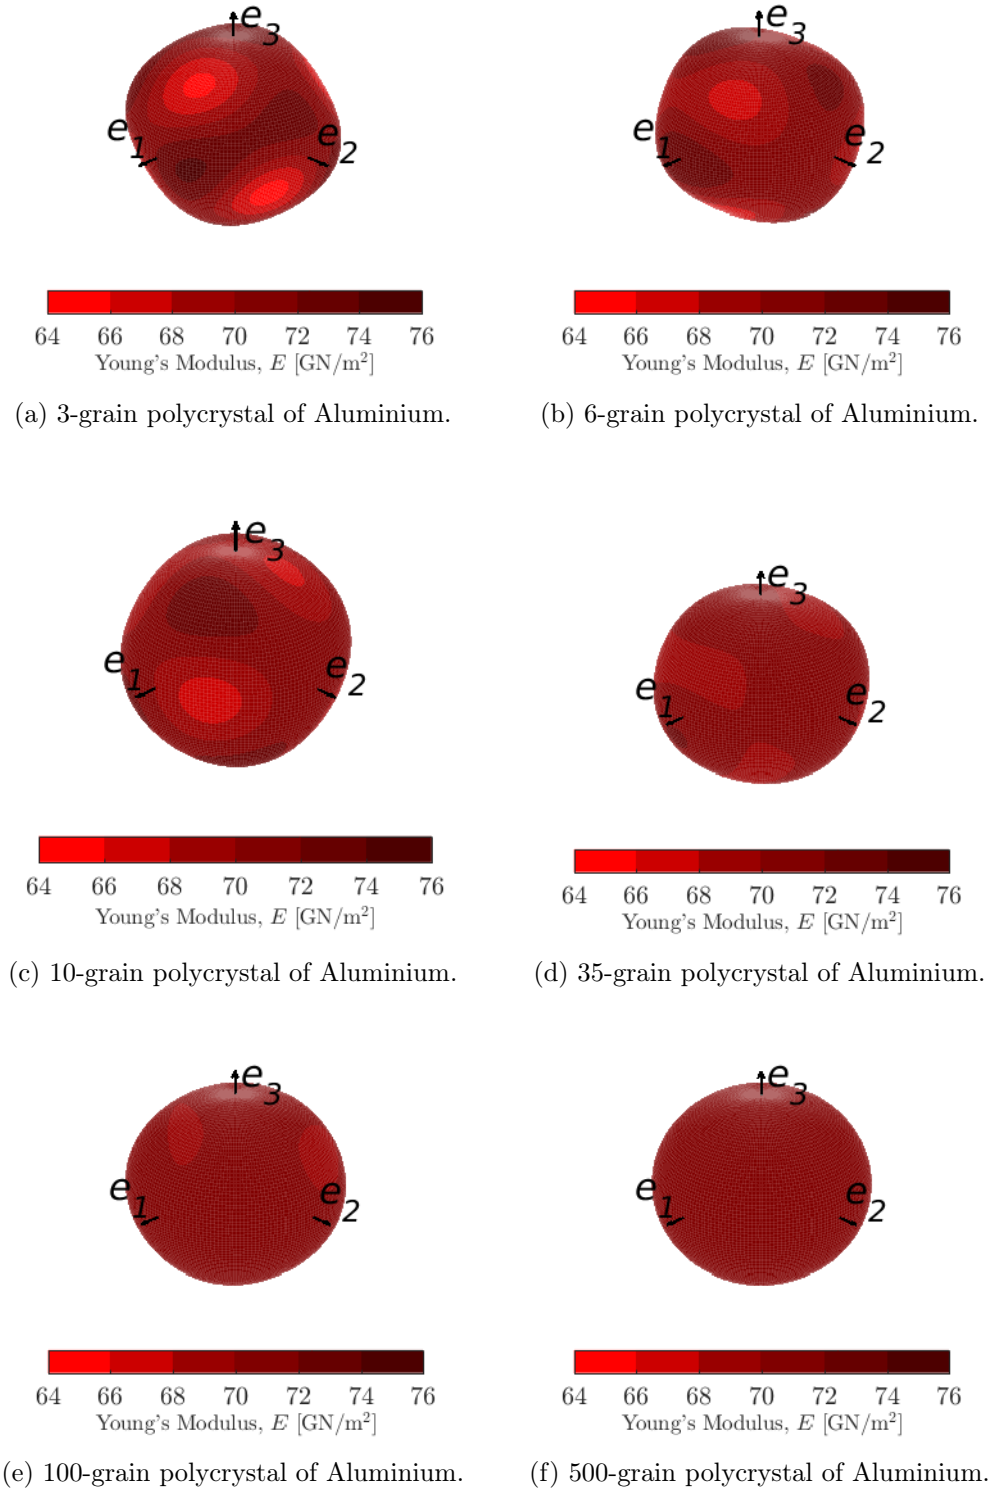 e3
e1
e2
64 66 68 70 72 74 76
Young's Modulus, E [GN/m²]
(a) 3-grain polycrystal of Aluminium.
e3
e1
e2
64 66 68 70 72 74 76
Young's Modulus, E [GN/m²]
(b) 6-grain polycrystal of Aluminium.
e3
e1
e2
64 66 68 70 72 74 76
Young's Modulus, E [GN/m²]
(c) 10-grain polycrystal of Aluminium.
e3
e1
e2
64 66 68 70 72 74 76
Young's Modulus, E [GN/m²]
(d) 35-grain polycrystal of Aluminium.
e3
e1
e2
64 66 68 70 72 74 76
Young's Modulus, E [GN/m²]
(e) 100-grain polycrystal of Aluminium.
e3
e1
e2
64 66 68 70 72 74 76
Young's Modulus, E [GN/m²]
(f) 500-grain polycrystal of Aluminium.